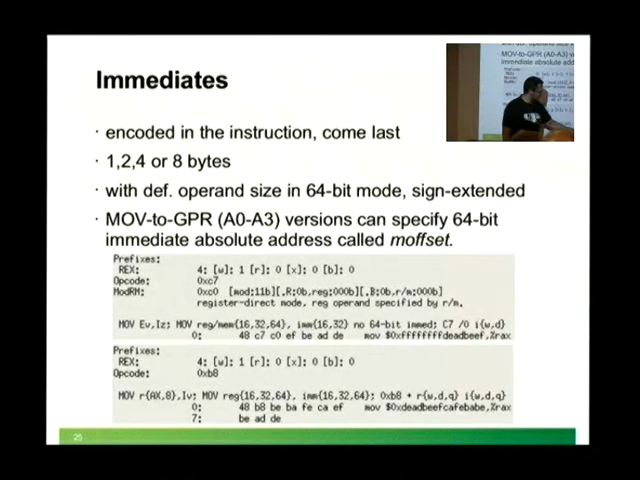 Immediates
· encoded in the instruction, come last
· 1,2,4 or 8 bytes
· with def. operand size in 64-bit mode, sign-extended
· MOV-to-GPR (A0-A3) versions can specify 64-bit
immediate absolute address called moffset.
Prefixes:
REX: 4: [w]: 1 [r]: 0 [x]: 0 [b]: 0
Opcode: 0xc7
ModRM: 0xc0 [mod:11b][.R:0b,reg:000b][.B:0b,r/m:000b]
register-direct mode, reg operand specified by r/m.
MOV Ev,Iz; MOV reg/mem{16,32,64}, imm{16,32} no 64-bit immed; C7 /0 i{w,d}
0: 48 c7 c0 ef be ad de mov $0xffffffffdeadbeef,%rax
Prefixes:
REX: 4: [w]: 1 [r]: 0 [x]: 0 [b]: 0
Opcode: 0xb8
MOV r{AX,8},Iv; MOV reg{16,32,64}, imm{16,32,64}; 0xb8 + r{w,d,q} i{w,d,q}
0: 48 b8 be ba fe ca ef mov $0xdeadbeefcafebabe,%rax
7: be ad de
25